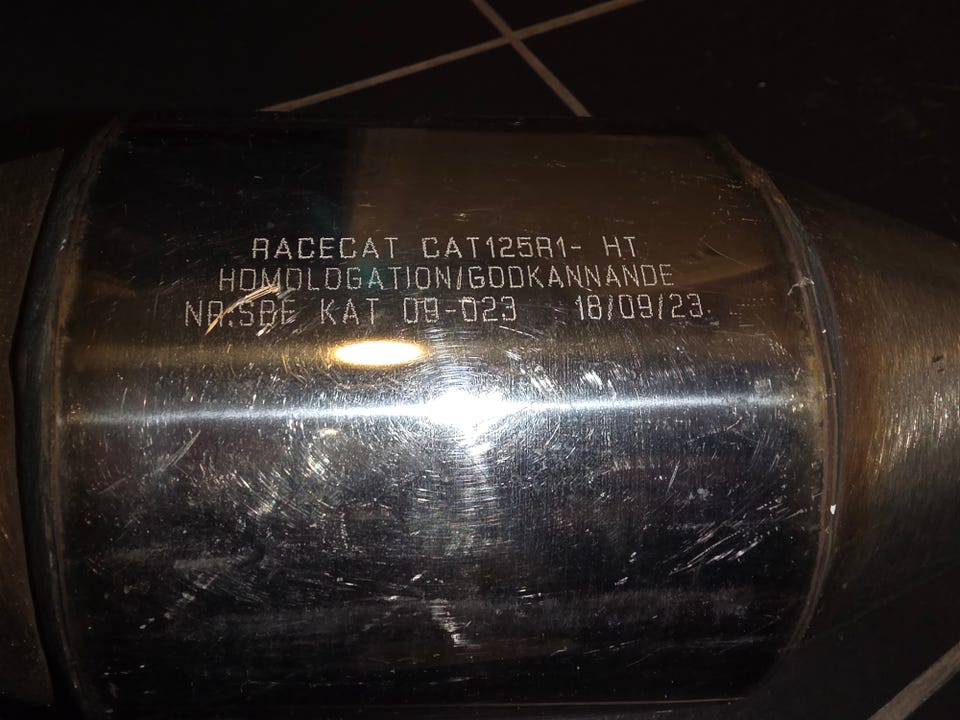 RACECAT CAT125R1- HT
HOMOLOGATION/GODKANNANDE
NR.SBE KAT 09-023 18/09/23